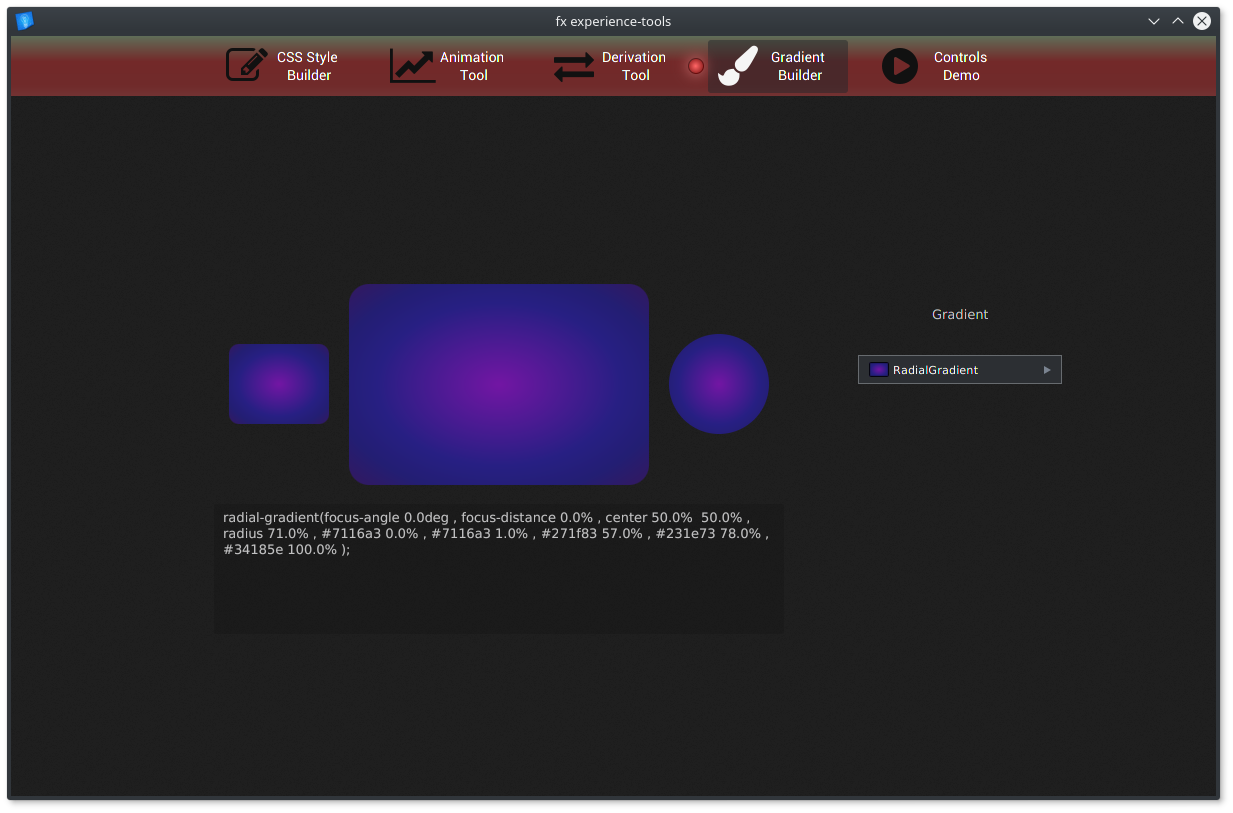 fx experience-tools
CSS Style
Builder
Animation
Tool
Derivation
Tool
Gradient
Builder
Controls
Demo
Gradient
RadialGradient
radial-gradient(focus-angle 0.0deg , focus-distance 0.0% , center 50.0%  50.0% ,
radius 71.0% , #7116a3 0.0% , #7116a3 1.0% , #271f83 57.0% , #231e73 78.0% ,
#34185e 100.0% );